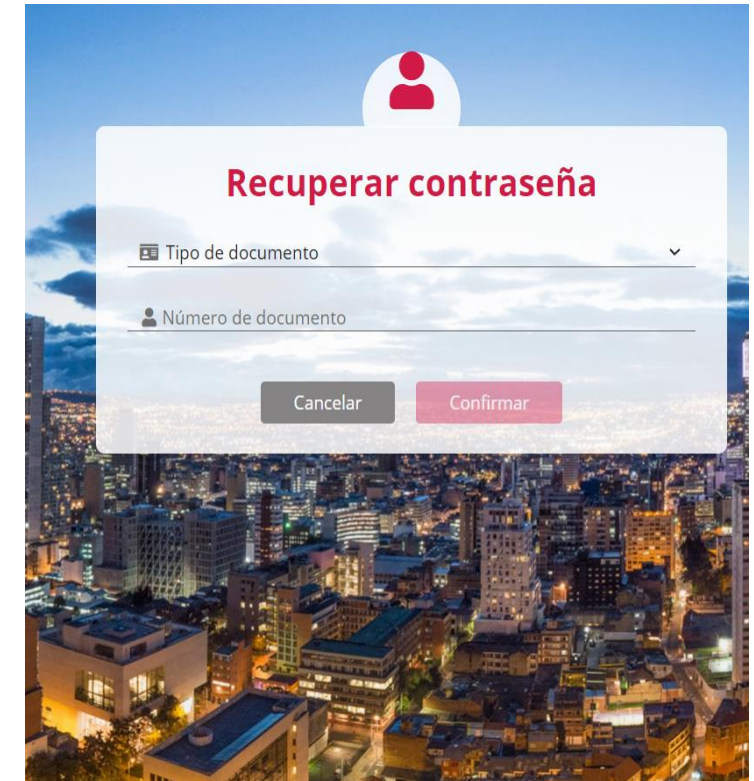 Recuperar contraseña
Tipo de documento
Número de documento
Cancelar
Confirmar